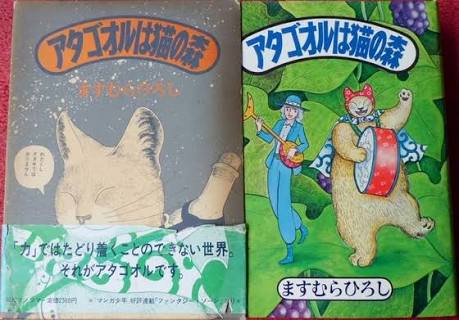 アタゴオルは猫の森
ますむらひろし
「力」ではたどり着くことのできない世界。
それがアタゴオルです。
アタゴオルは猫の森
ますむらひろし